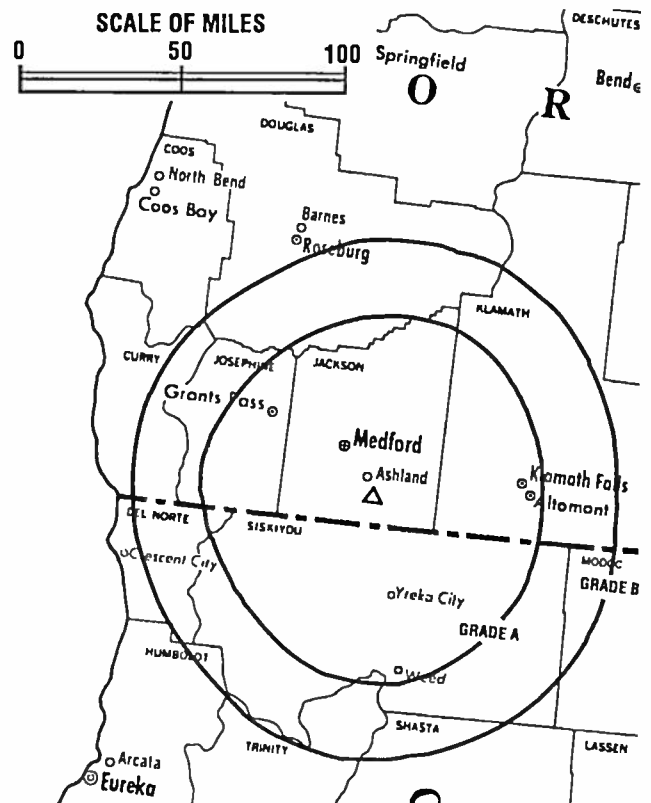 SCALE OF MILES
0 50 100
DESCHUTES
Springfield
Bend
O R
DOUGLAS
COOS
North Bend
Coos Bay
Barnes
Roseburg
KLAMATH
CURRY
JOSEPHINE
JACKSON
Grants Pass
Medford
Ashland
Klamath Falls
Altamont
DEL NORTE
SISKIYOU
MODOC
Crescent City
GRADE B
Yreka City
GRADE A
HUMBOLDT
Weed
SHASTA
TRINITY
LASSEN
Arcata
Eureka